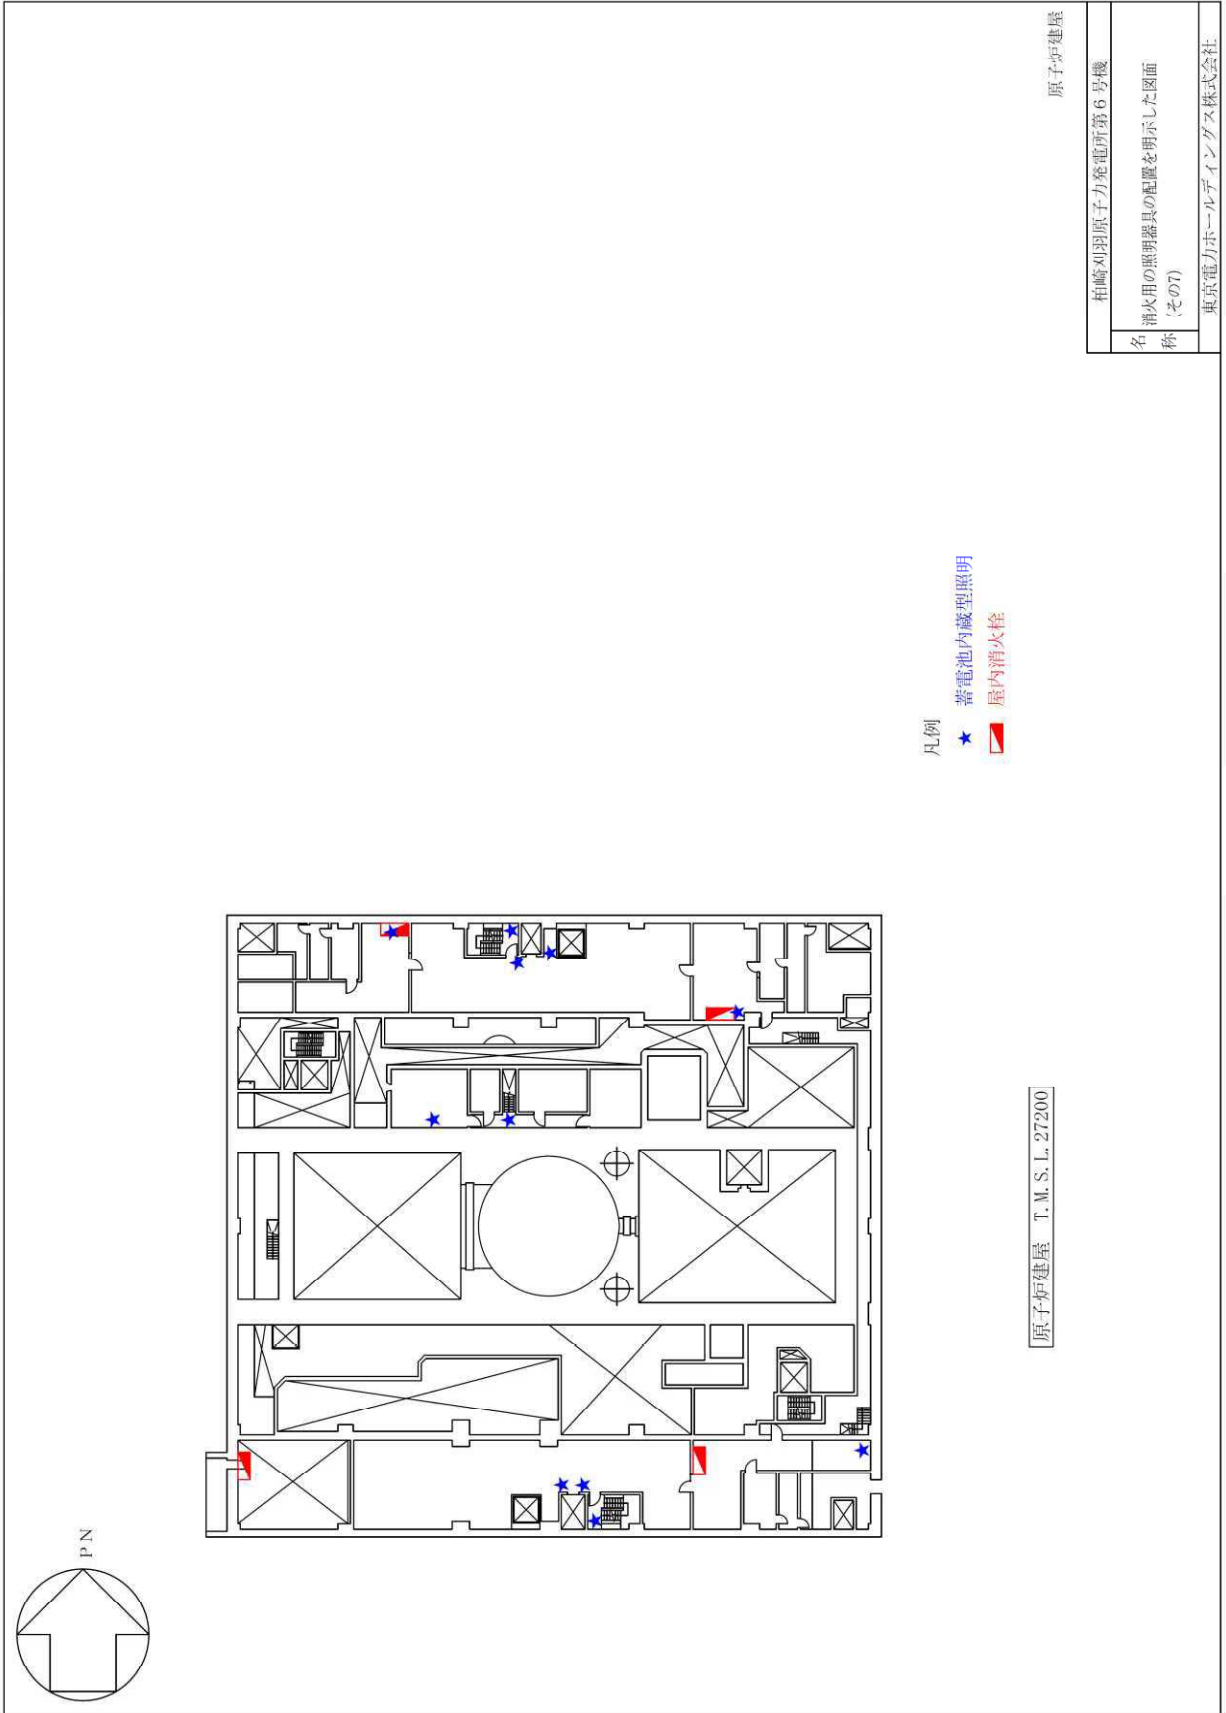 PN
原子炉建屋 T.M.S.L.27200
凡例
蓄電池内蔵型照明
屋内消火栓
原子炉建屋
柏崎刈羽原子力発電所第6号機
名称
消火用の照明器具の配置を明示した図面
(その7)
東京電力ホールディングス株式会社